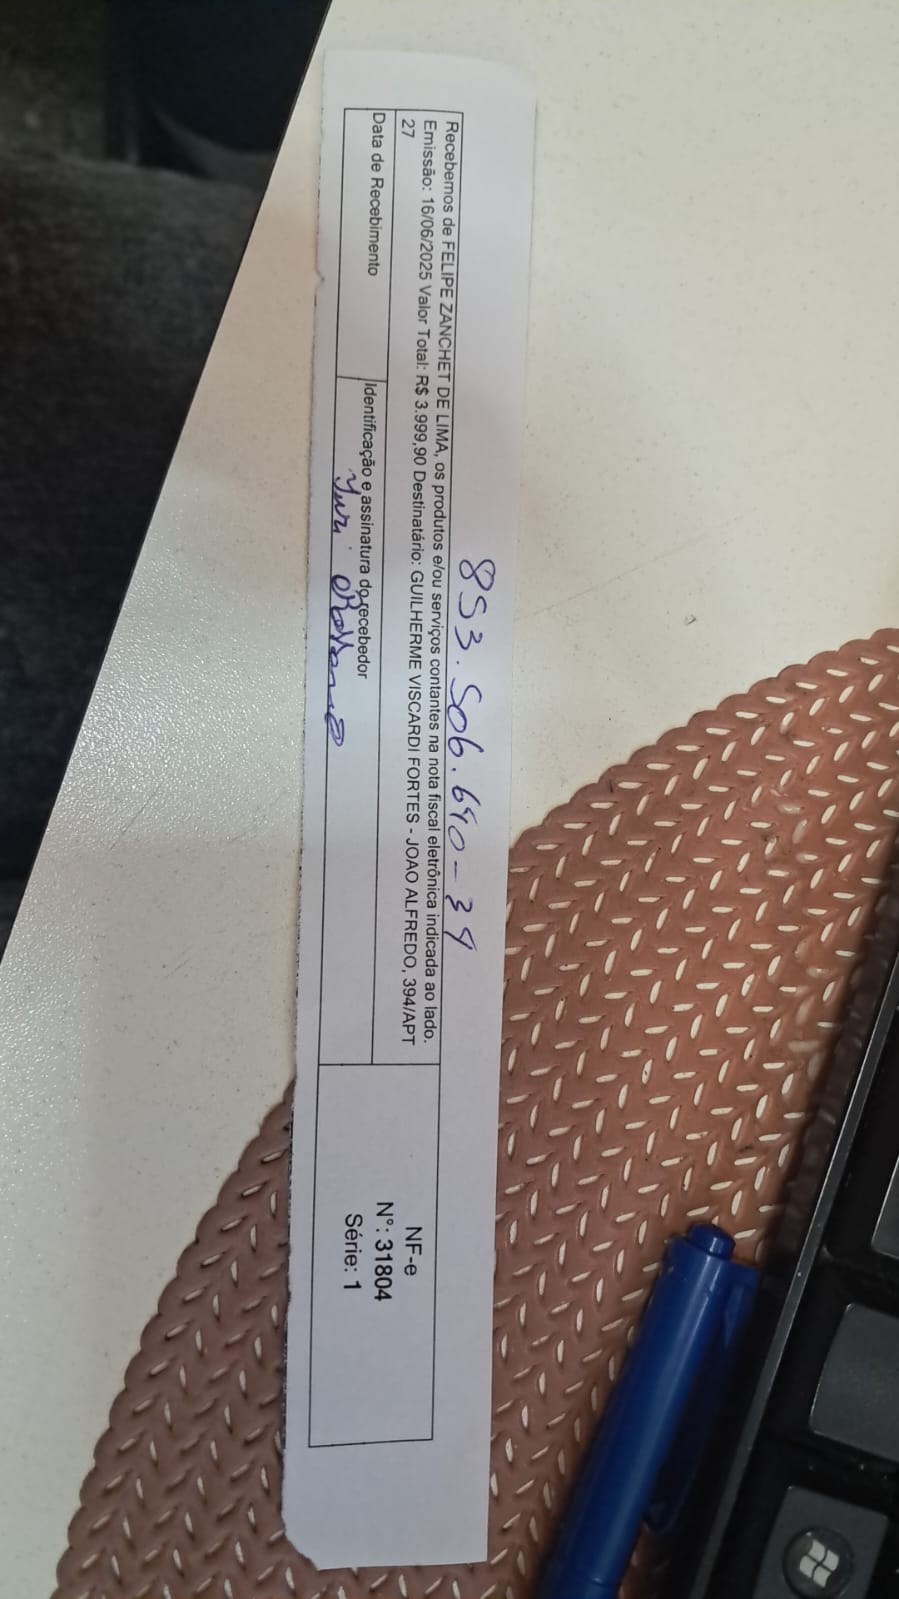 853.506.690-34
Recebemos de FELIPE ZANCHET DE LIMA, os produtos e/ou serviços contantes na nota fiscal eletrônica indicada ao lado.
Emissão: 16/06/2025 Valor Total: R$ 3.999,90 Destinatário: GUILHERME VISCARDI FORTES - JOAO ALFREDO, 394/APT
27
Data de Recebimento
Identificação e assinatura do recebedor
Yuri
NF-e
N°: 31804
Série: 1